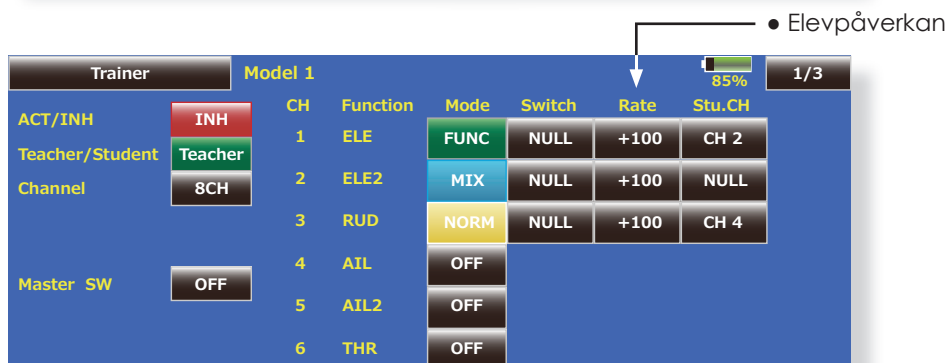 ● Elevpåverkan
Trainer Model 1 85% 1/3
CH Function Mode Switch Rate Stu.CH
ACT/INH INH
1 ELE FUNC NULL +100 CH 2
Teacher/Student Teacher
2 ELE2 MIX NULL +100 NULL
Channel 8CH
3 RUD NORM NULL +100 CH 4
4 AIL OFF
Master SW OFF
5 AIL2 OFF
6 THR OFF